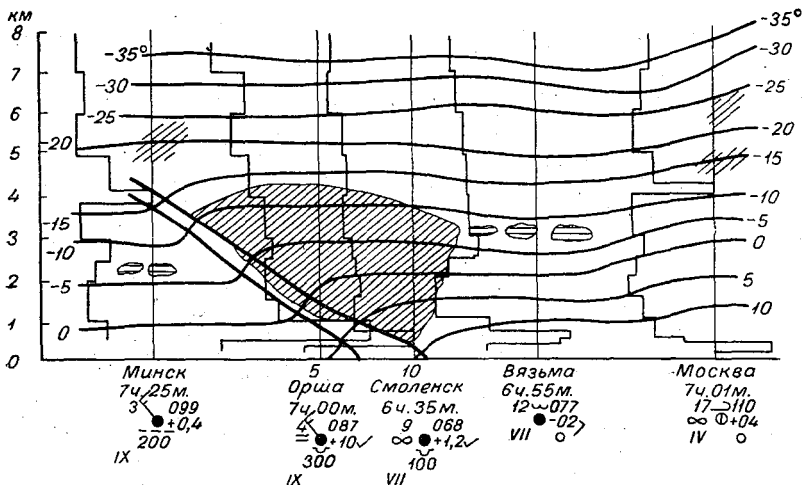 км
8
7
6
5
4
3
2
1
0
-35°
-30
-25
20
-15
-10
-5
0
-35
-30
-25
-20
-15
-10
-5
0
5
10
5
10
Минск
7ч. 25м.
3 099
+0,4
200
IX
Орша
7ч.00м.
4 087
+10
300
IX
Смоленск
6ч. 35м.
9 068
∞ +1,2
100
VII
Вязьма
6ч. 55м.
12 077
-02
VII
Москва
7ч. 01м.
17 110
∞ +04
IV